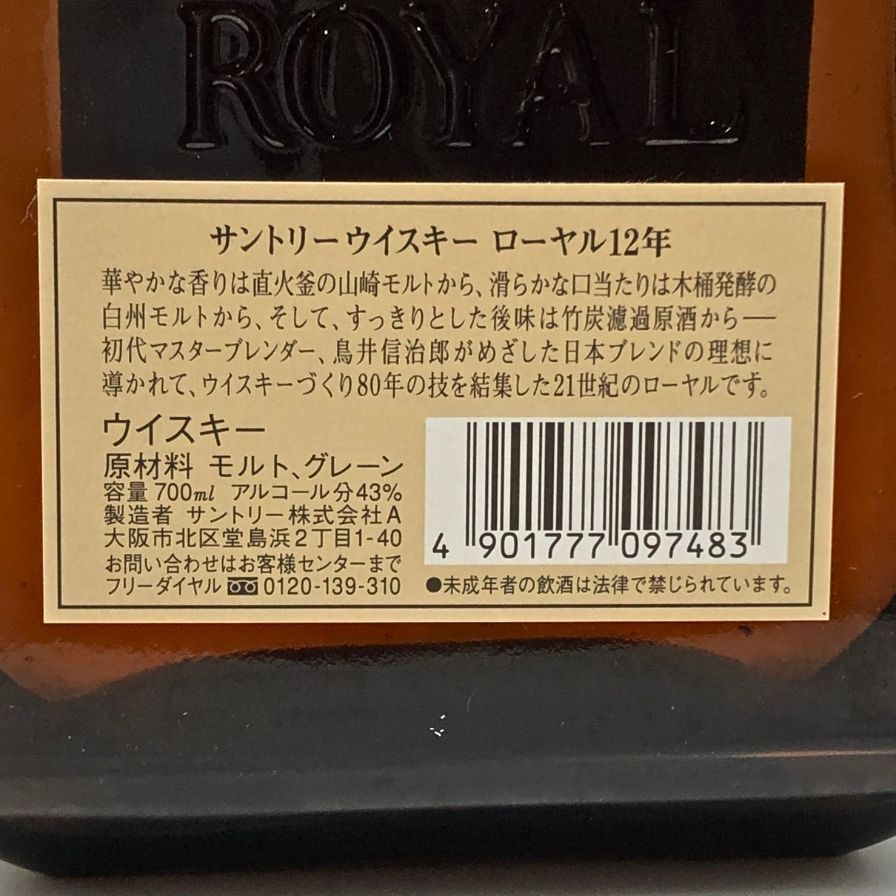 ROYAL
サントリーウイスキー ローヤル12年
華やかな香りは直火釜の山崎モルトから、滑らかな口当たりは木桶発酵の
白州モルトから、そして、すっきりとした後味は竹炭濾過原酒から──
初代マスターブレンダー、鳥井信治郎がめざした日本ブレンドの理想に
導かれて、ウイスキーづくり80年の技を結集した21世紀のローヤルです。
ウイスキー
原材料 モルト、グレーン
容量 700ml アルコール分43%
製造者 サントリー株式会社A
大阪市北区堂島浜2丁目1-40
お問い合わせはお客様センターまで
フリーダイヤル 0120-139-310
4 901777 097483
●未成年者の飲酒は法律で禁じられています。